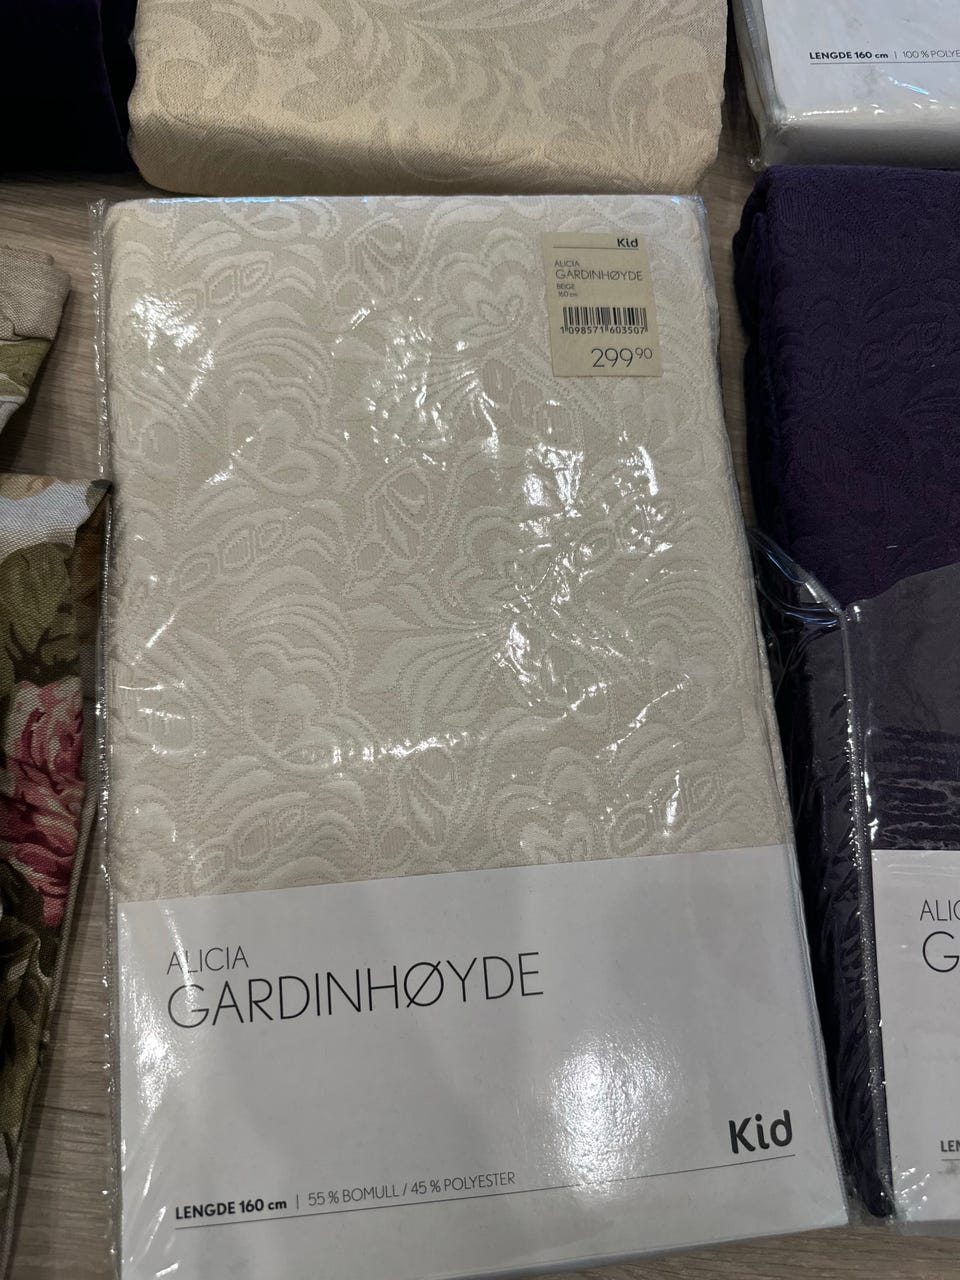 LENGDE 160 cm | 100 % POLYE
Kid
ALICIA
GARDINHØYDE
BEIGE
160 cm
1 098571 603507
299 90
ALICIA
GARDINHØYDE
Kid
LENGDE 160 cm | 55 % BOMULL / 45 % POLYESTER
ALIC
G
LEN